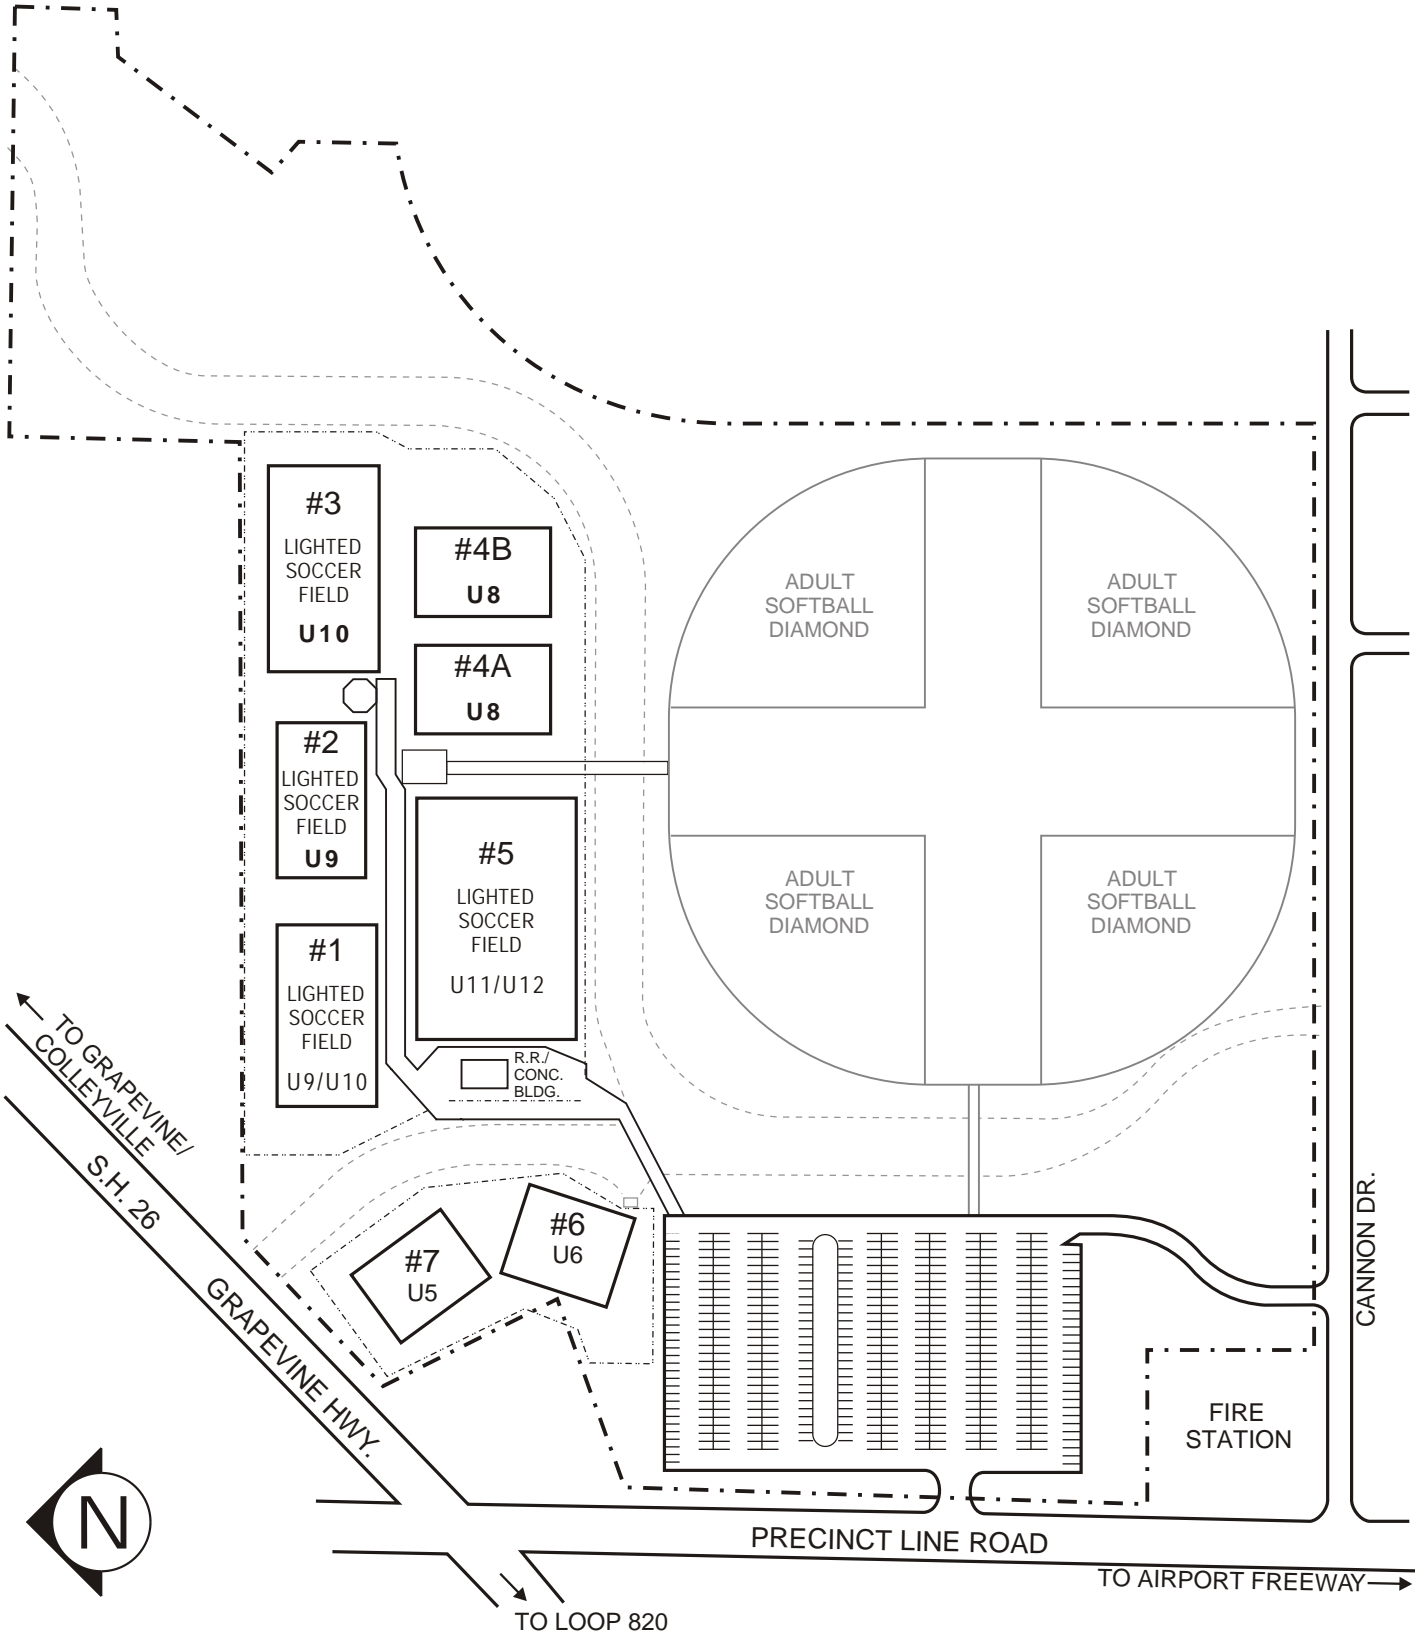 #3
LIGHTED
SOCCER
FIELD
U10
#4B
U8
#4A
U8
ADULT
SOFTBALL
DIAMOND
ADULT
SOFTBALL
DIAMOND
#2
LIGHTED
SOCCER
FIELD
U9
#5
LIGHTED
SOCCER
FIELD
U11/U12
ADULT
SOFTBALL
DIAMOND
ADULT
SOFTBALL
DIAMOND
#1
LIGHTED
SOCCER
FIELD
U9/U10
R.R./
CONC.
BLDG.
TO GRAPEVINE/
COLLEYVILLE
S.H. 26
GRAPEVINE HWY.
#6
U6
#7
U5
CANNON DR.
FIRE
STATION
N
PRECINCT LINE ROAD
TO AIRPORT FREEWAY
TO LOOP 820